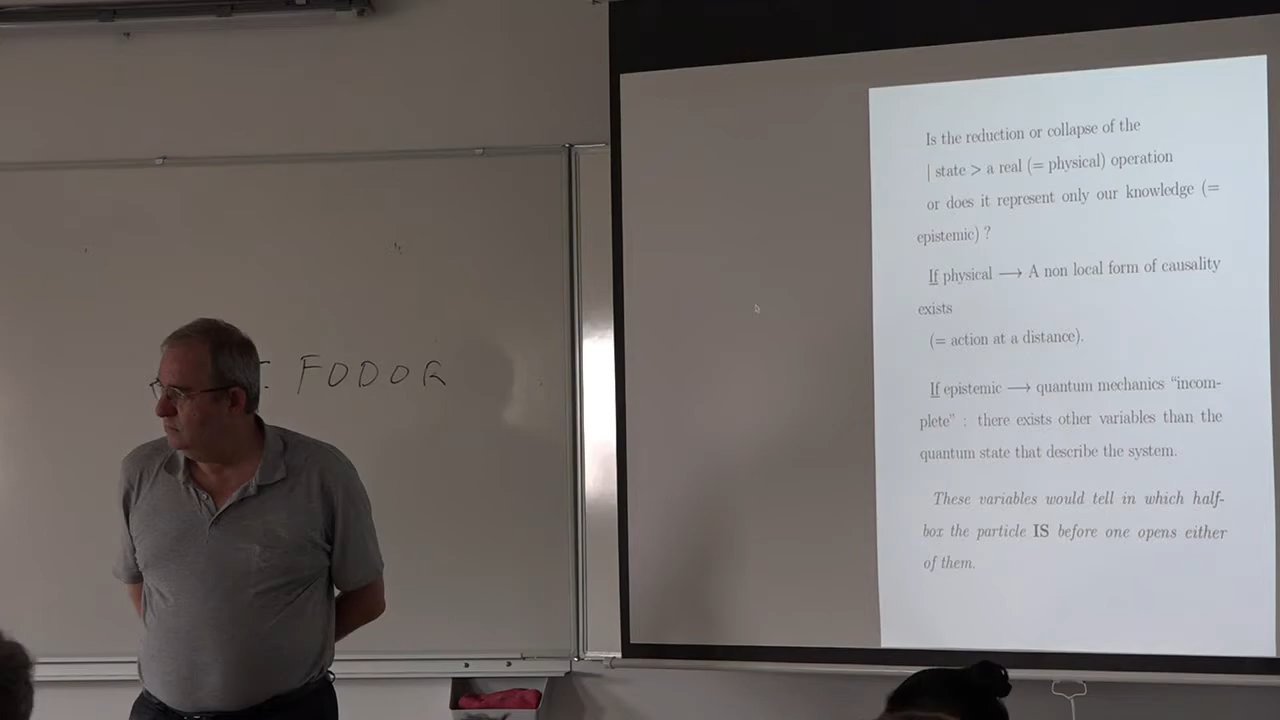 FODOR
Is the reduction or collapse of the
| state > a real (= physical) operation
or does it represent only our knowledge (=
epistemic) ?
If physical ⟶ A non local form of causality
exists
(= action at a distance).
If epistemic ⟶ quantum mechanics “incom-
plete” : there exists other variables than the
quantum state that describe the system.
These variables would tell in which half-
box the particle IS before one opens either
of them.